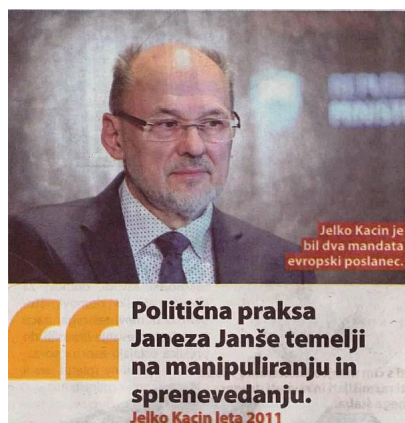 Jelko Kacin je
bil dva mandata
evropski poslanec.
Politična praksa
Janeza Janše temelji
na manipuliranju in
sprenevedanju.
Jelko Kacin leta 2011